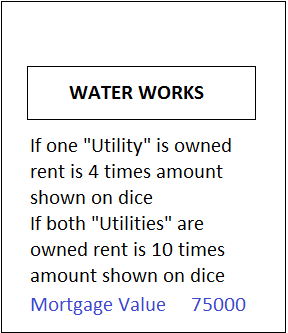 WATER WORKS
If one "Utility" is owned
rent is 4 times amount
shown on dice
If both "Utilities" are
owned rent is 10 times
amount shown on dice
Mortgage Value 75000